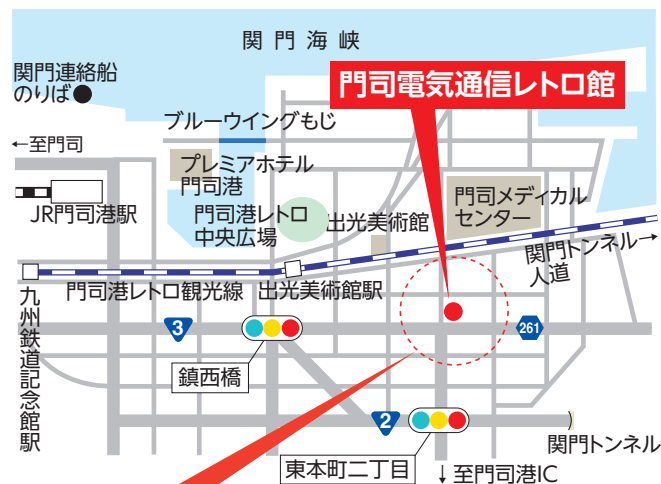 関門海峡
関門連絡船
のりば
門司電気通信レトロ館
ブルーウイングもじ
←至門司
プレミアホテル
門司港
門司メディカル
センター
JR門司港駅
門司港レトロ
中央広場
出光美術館
関門トンネル→
人道
門司港レトロ観光線
出光美術館駅
九州鉄道記念館駅
3
261
鎮西橋
2
関門トンネル
東本町二丁目
↓至門司港IC